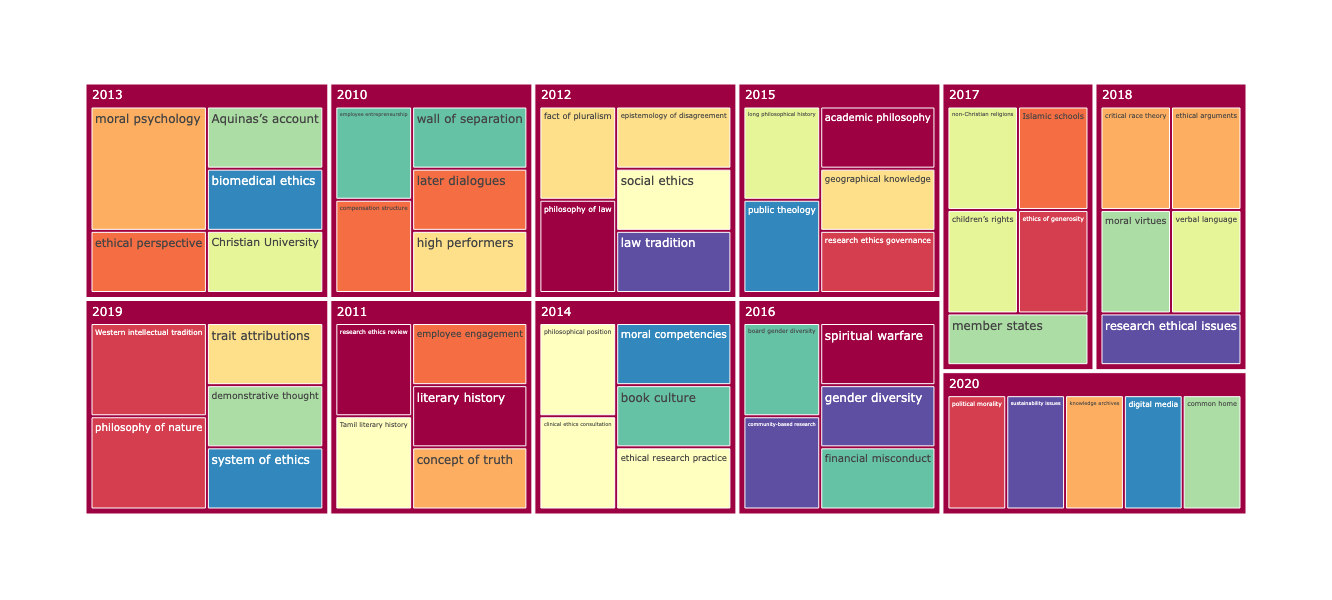 2013
moral psychology
Aquinas's account
biomedical ethics
ethical perspective
Christian University
2010
employee entrepreneurship
wall of separation
later dialogues
compensation structure
high performers
2012
fact of pluralism
epistemology of disagreement
social ethics
philosophy of law
law tradition
2015
long philosophical history
academic philosophy
geographical knowledge
public theology
research ethics governance
2017
non-Christian religions
Islamic schools
children's rights
ethics of generosity
member states
2018
critical race theory
ethical arguments
moral virtues
verbal language
research ethical issues
2019
Western intellectual tradition
trait attributions
demonstrative thought
philosophy of nature
system of ethics
2011
research ethics review
employee engagement
literary history
Tamil literary history
concept of truth
2014
philosophical position
moral competencies
book culture
clinical ethics consultation
ethical research practice
2016
board gender diversity
spiritual warfare
gender diversity
community-based research
financial misconduct
2020
political morality
sustainability issues
knowledge archives
digital media
common home